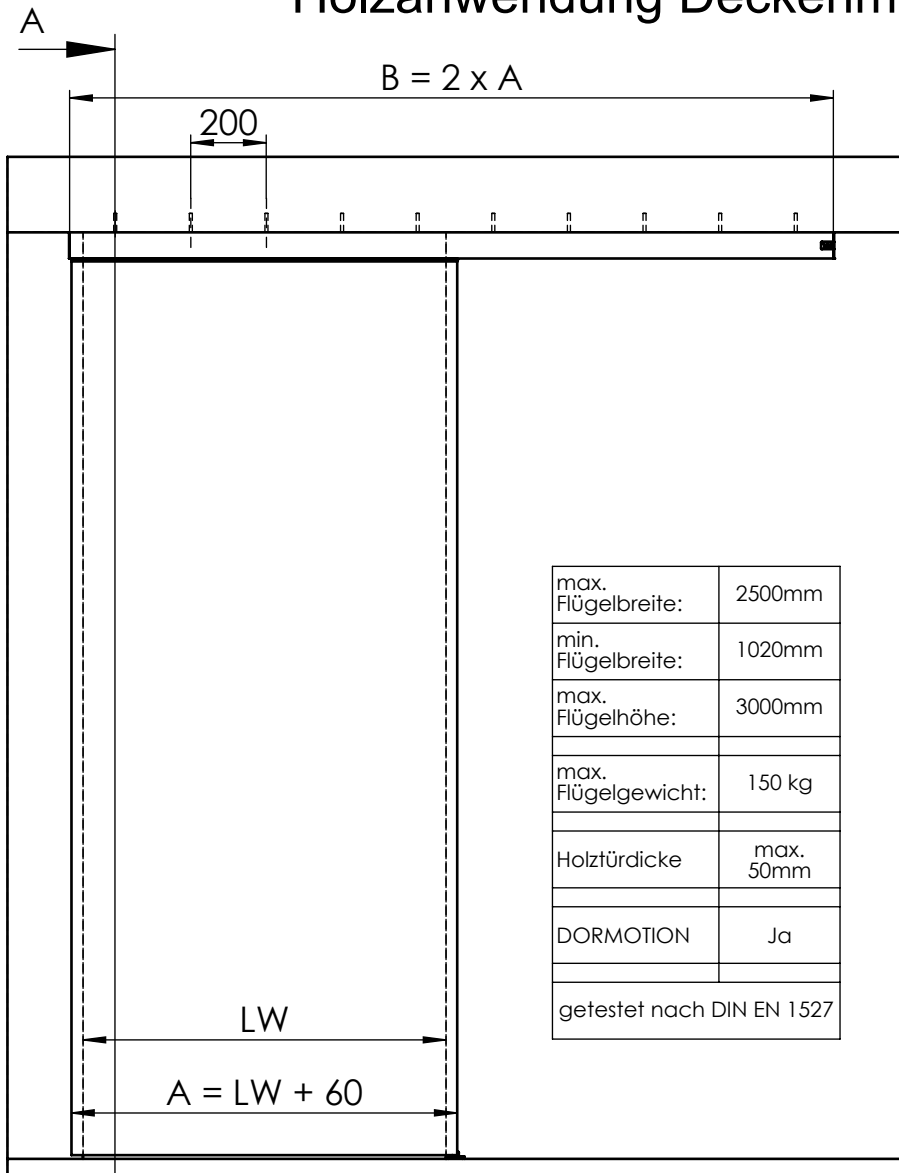 Holzanwendung
A
B = 2 x A
200
max.
Flügelbreite:
2500mm
min.
Flügelbreite:
1020mm
max.
Flügelhöhe:
3000mm
max.
Flügelgewicht:
150 kg
Holztürdicke
max.
50mm
DORMOTION
Ja
getestet nach DIN EN 1527
LW
A = LW + 60